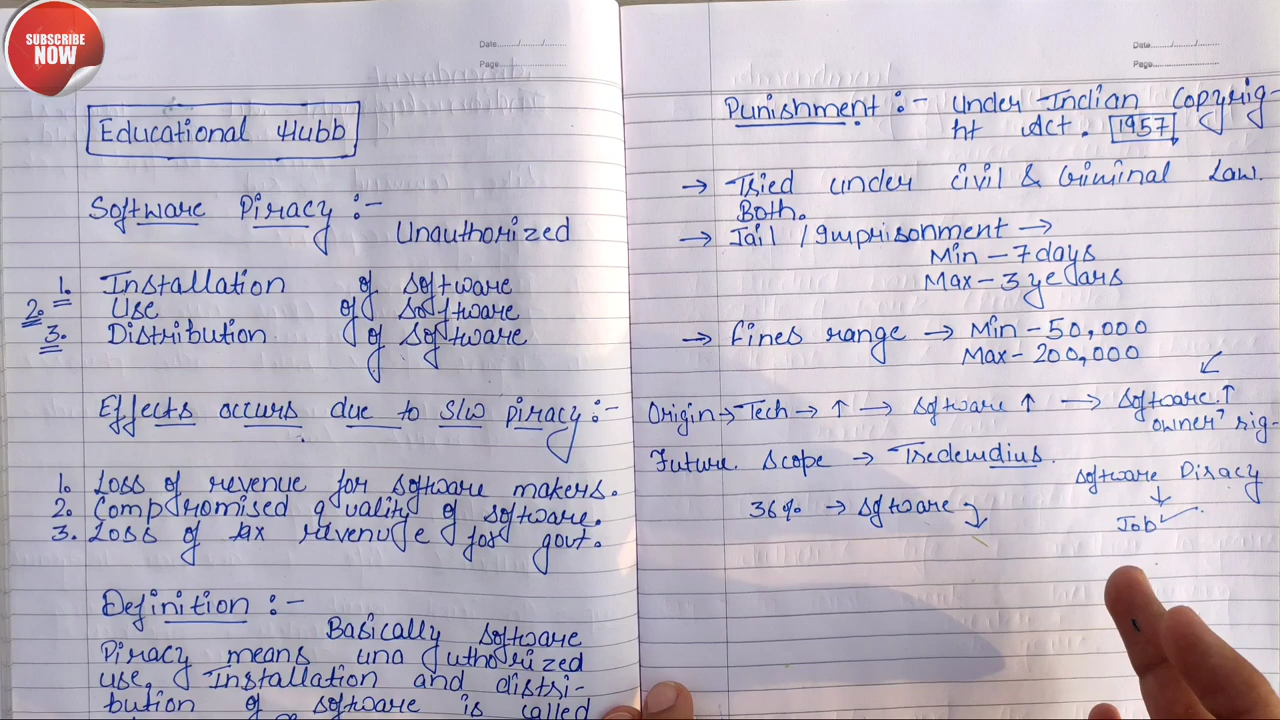 SUBSCRIBE
NOW
Date......../......../........
Page........................
Educational Hubb
Software Piracy :-
Unauthorized
1. Installation of software
2. Use of software
3. Distribution of software
Effects occurs due to S/w piracy :-
1. Loss of revenue for software makers.
2. Compromised quality of software.
3. Loss of tax revenue for govt.
Definition :-
Basically software
Piracy means unauthorized
use, Installation and distri-
bution of software is called
Date......../......../........
Page........................
Punishment :- Under Indian Copyrig-
ht Act. 1957
→ Tried under civil & Criminal Law.
Both.
→ Jail / Imprisonment →
Min – 7 days
Max – 3 years
→ Fines range → Min – 50,000
Max – 200,000
Origin → Tech → ↑ → software ↑ → software ↑
owner' rig-
Future Scope → Tredemdius.
software Piracy
↓
36% → software ↓
Job ✓